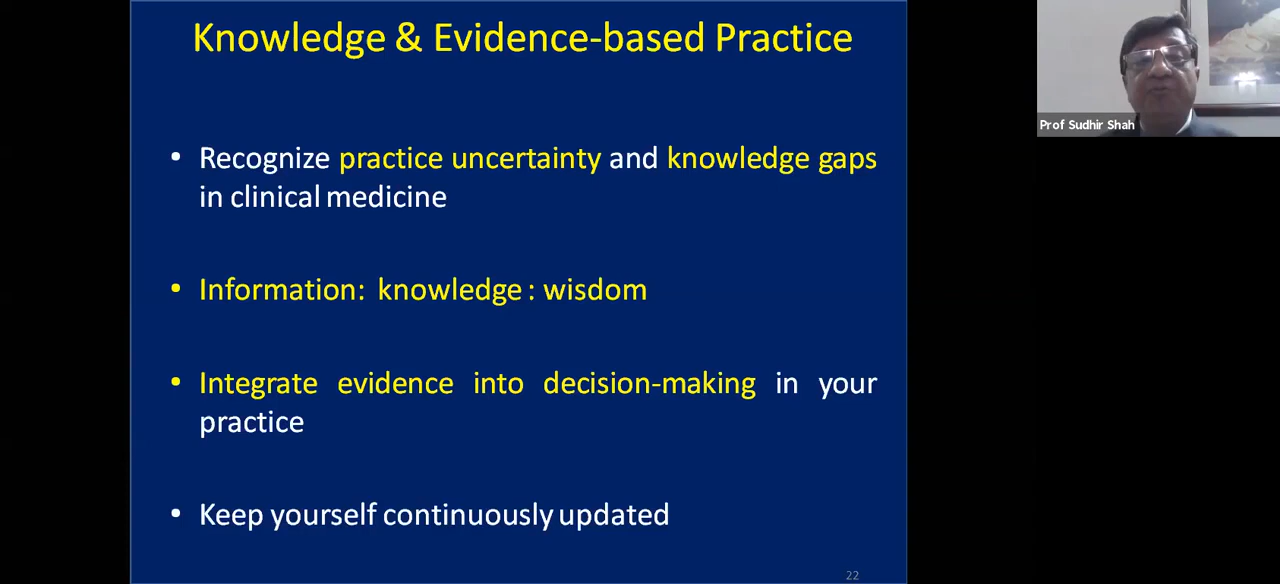 Knowledge & Evidence-based Practice
• Recognize practice uncertainty and knowledge gaps
in clinical medicine
• Information: knowledge : wisdom
• Integrate evidence into decision-making in your
practice
• Keep yourself continuously updated
22
Prof Sudhir Shah